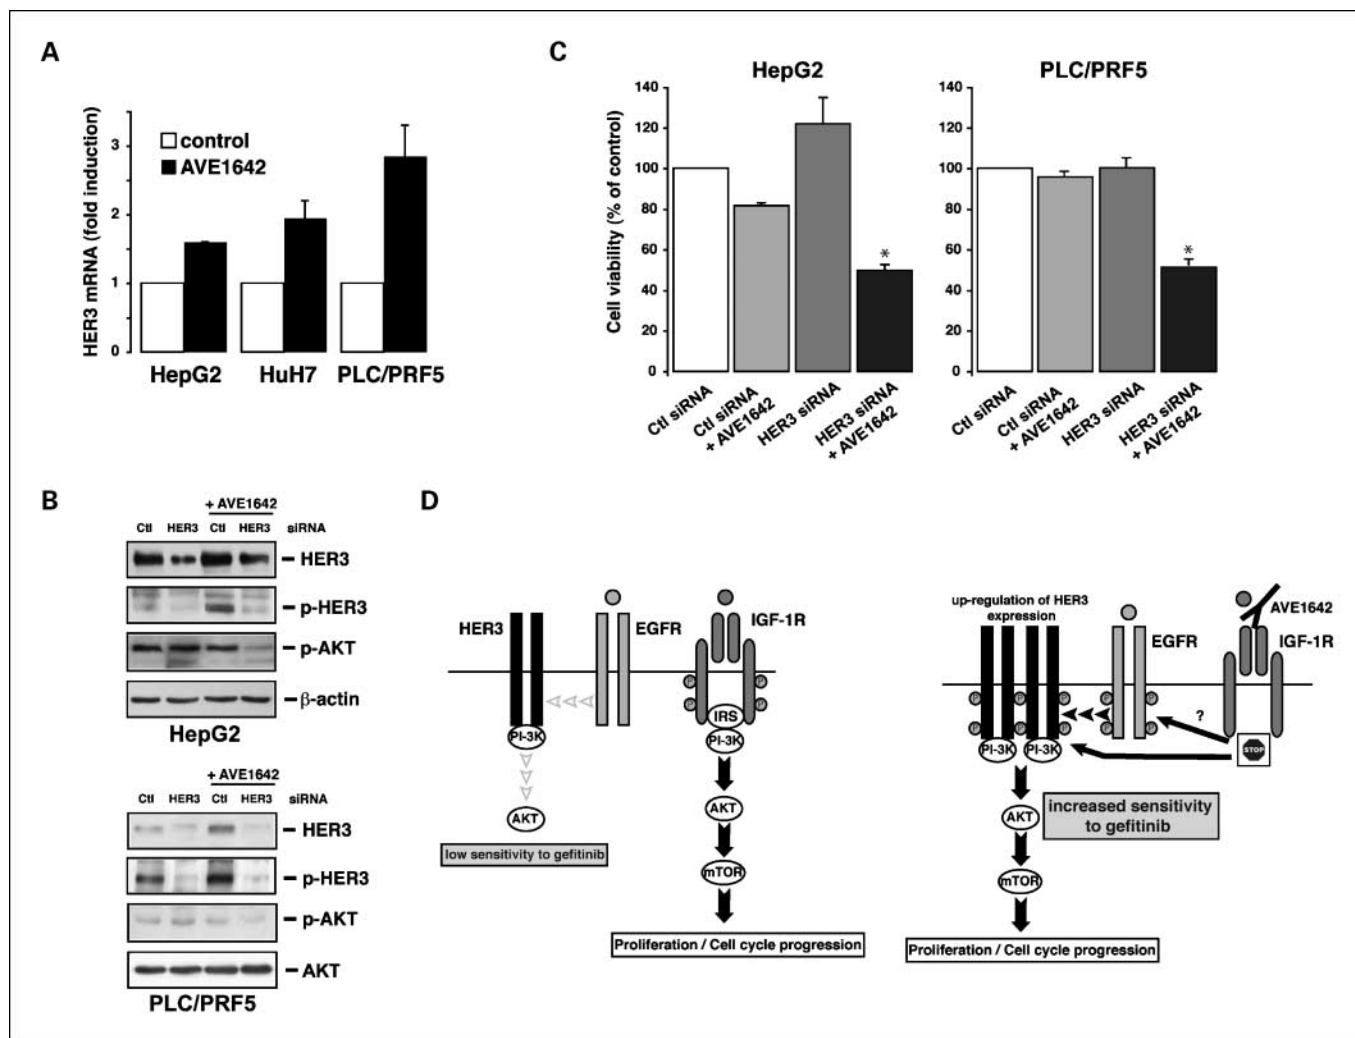 A
HER3 mRNA (fold induction)
3
2
1
0
control
AVE1642
HepG2 HuH7 PLC/PRF5
C
HepG2
Cell viability (% of control)
140
120
100
80
60
40
20
0
*
Ctl siRNA
Ctl siRNA
+ AVE1642
HER3 siRNA
HER3 siRNA
+ AVE1642
PLC/PRF5
140
120
100
80
60
40
20
0
*
Ctl siRNA
Ctl siRNA
+ AVE1642
HER3 siRNA
HER3 siRNA
+ AVE1642
B
+ AVE1642
Ctl HER3 Ctl HER3 siRNA
HER3
p-HER3
p-AKT
β-actin
HepG2
+ AVE1642
Ctl HER3 Ctl HER3 siRNA
HER3
p-HER3
p-AKT
AKT
PLC/PRF5
D
HER3
EGFR
IGF-1R
P P
P P
IRS
PI-3K
PI-3K
AKT
AKT
low sensitivity to gefitinib
mTOR
Proliferation / Cell cycle progression
up-regulation of HER3
expression
AVE1642
EGFR
IGF-1R
P P P P P
P P P P P
?
PI-3K PI-3K
STOP
AKT
increased sensitivity
to gefitinib
mTOR
Proliferation / Cell cycle progression